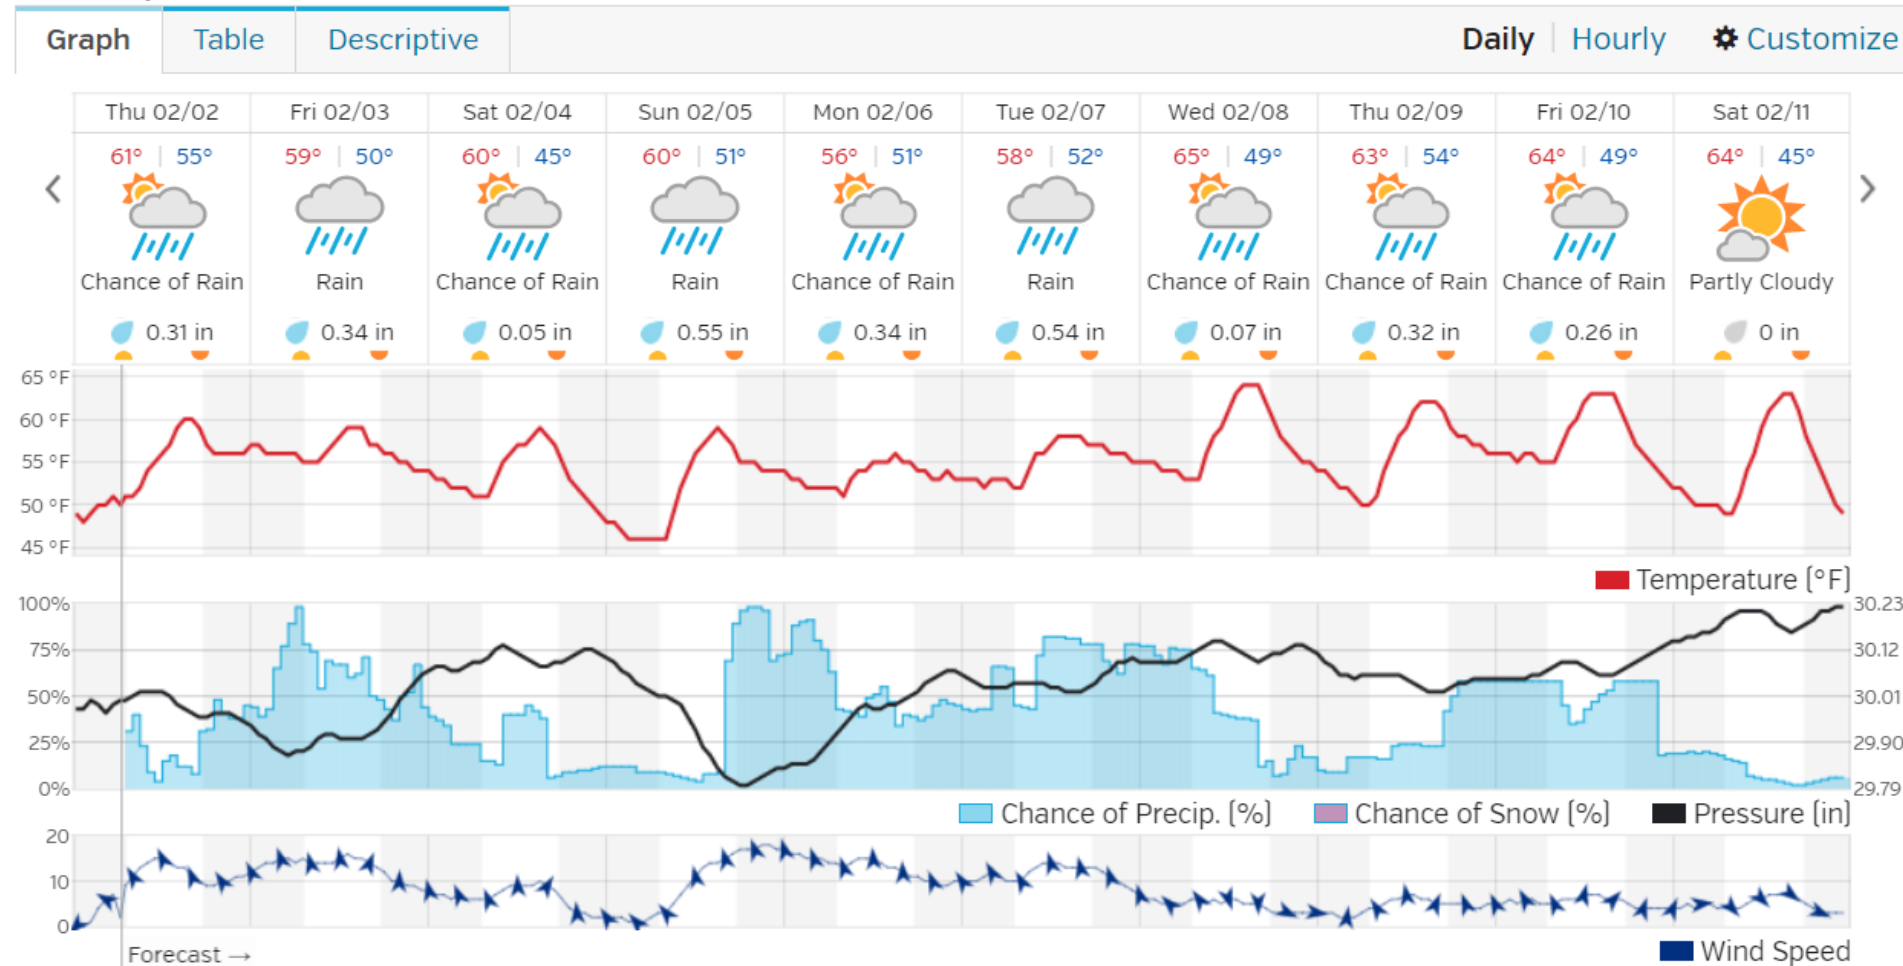 Graph Table Descriptive Daily Hourly Customize
Thu 02/02 Fri 02/03 Sat 02/04 Sun 02/05 Mon 02/06 Tue 02/07 Wed 02/08 Thu 02/09 Fri 02/10 Sat 02/11
61° 55° 59° 50° 60° 45° 60° 51° 56° 51° 58° 52° 65° 49° 63° 54° 64° 49° 64° 45°
Chance of Rain Rain Chance of Rain Rain Chance of Rain Rain Chance of Rain Chance of Rain Chance of Rain Partly Cloudy
0.31 in 0.34 in 0.05 in 0.55 in 0.34 in 0.54 in 0.07 in 0.32 in 0.26 in 0 in
65 °F
60 °F
55 °F
50 °F
45 °F
Temperature (°F)
100% 30.23
75% 30.12
50% 30.01
25% 29.90
0% 29.79
Chance of Precip. (%) Chance of Snow (%) Pressure (in)
20
10
0
Forecast →
Wind Speed